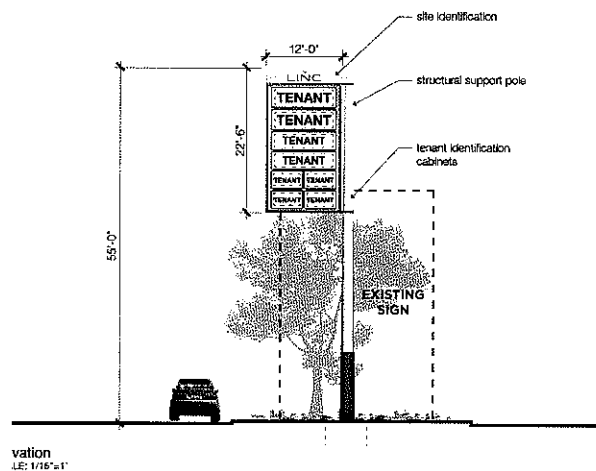 site identification
12'-0"
LINC
structural support pole
TENANT
TENANT
TENANT
TENANT
TENANT TENANT
TENANT TENANT
22'-6"
tenant identification
cabinets
55'-0"
EXISTING
SIGN
vation
.LE: 1/16"=1'